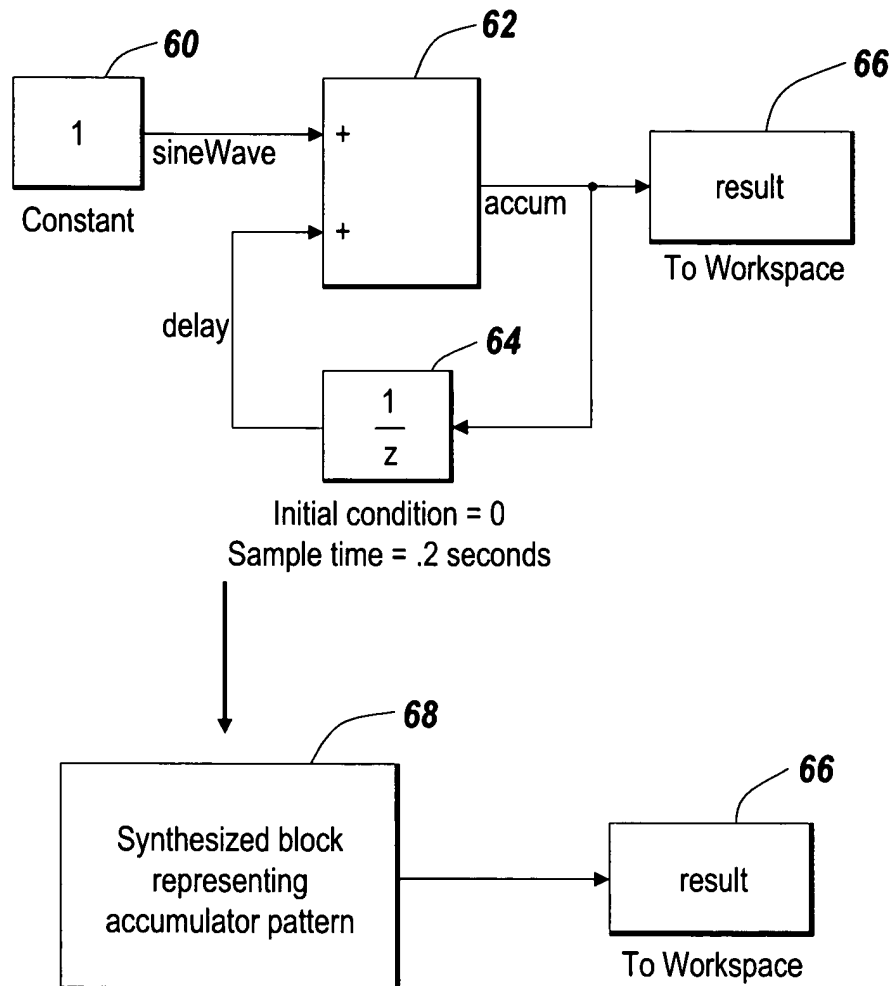 60
62
66
1
+
sineWave
result
accum
Constant
+
To Workspace
delay
64
1
z
Initial condition = 0
Sample time = .2 seconds
68
66
Synthesized block
representing
accumulator pattern
result
To Workspace